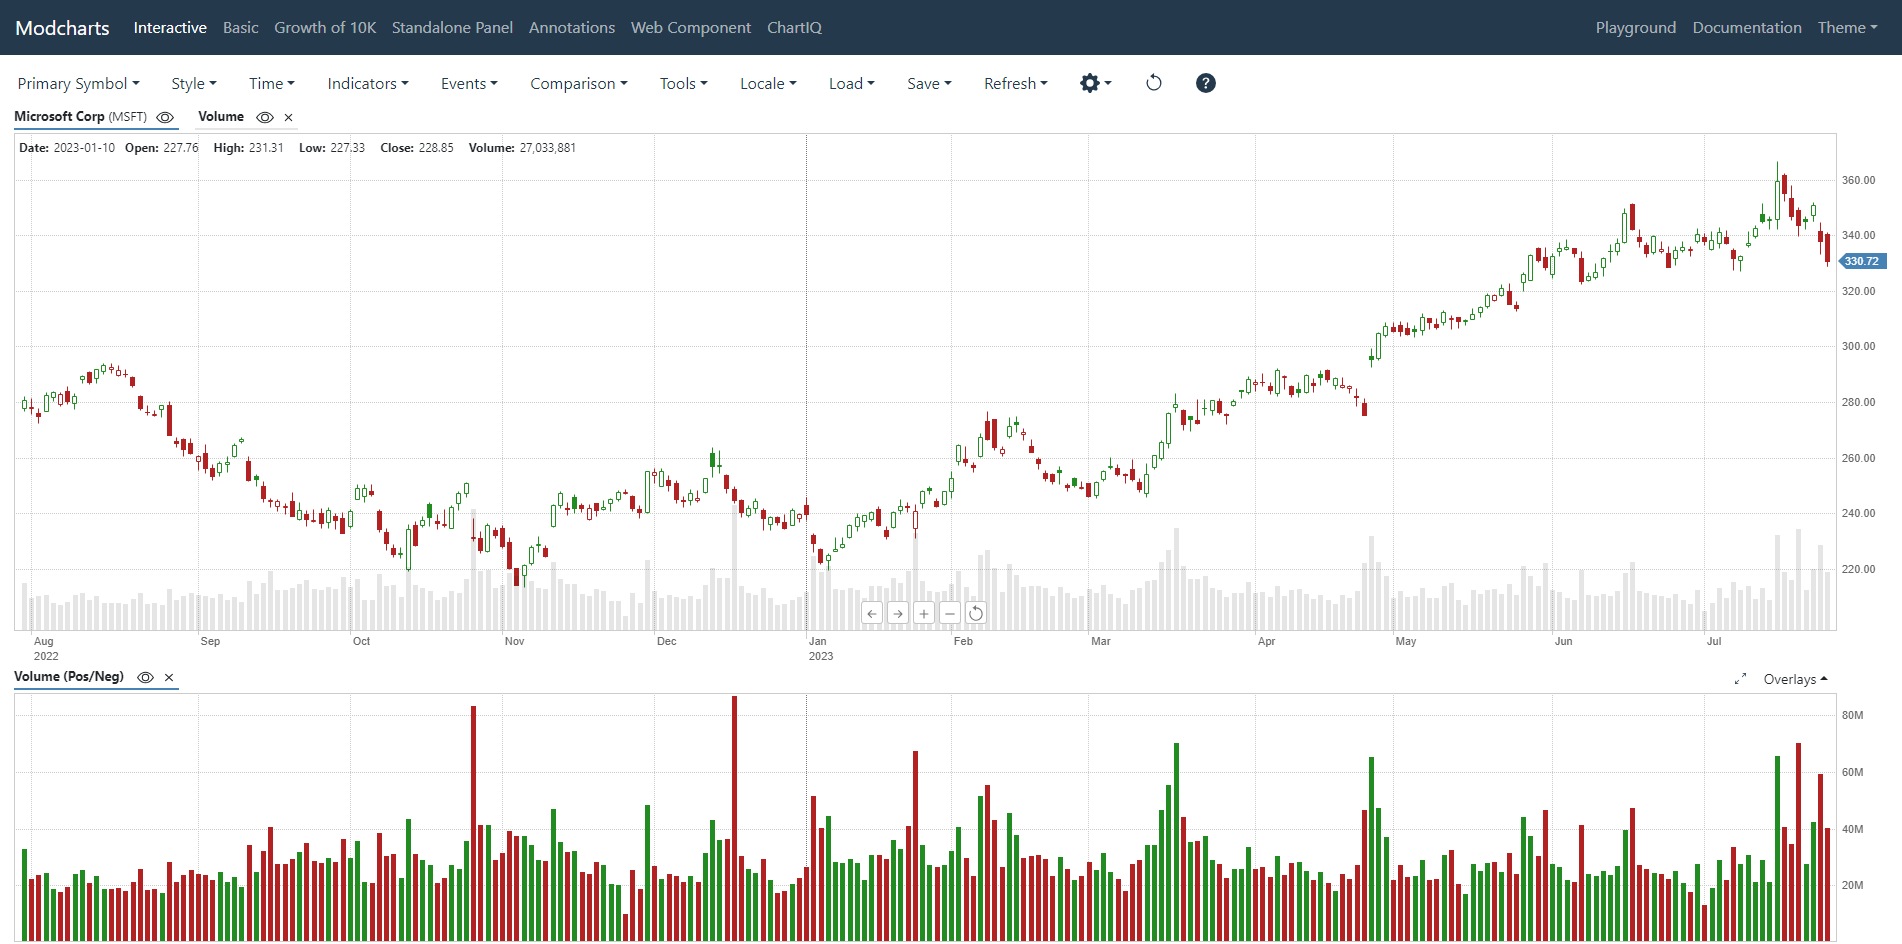 Modcharts Interactive Basic Growth of 10K Standalone Panel Annotations Web Component ChartIQ Playground Documentation Theme
Primary Symbol Style Time Indicators Events Comparison Tools Locale Load Save Refresh ?
Microsoft Corp (MSFT) Volume
Date: 2023-01-10 Open: 227.76 High: 231.31 Low: 227.33 Close: 228.85 Volume: 27,033,881
360.00
340.00
330.72
320.00
300.00
280.00
260.00
240.00
220.00
Aug Sep Oct Nov Dec Jan Feb Mar Apr May Jun Jul
2022 2023
Volume (Pos/Neg) Overlays
80M
60M
40M
20M